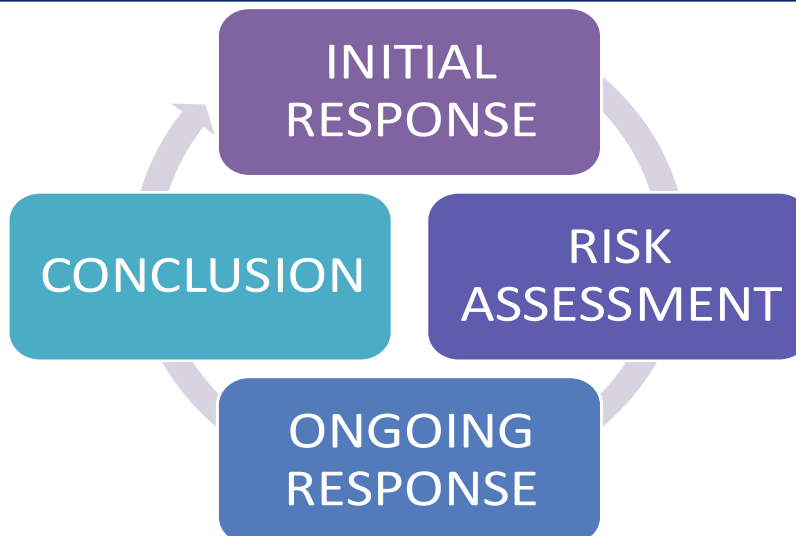 INITIAL
RESPONSE
RISK
ASSESSMENT
ONGOING
RESPONSE
CONCLUSION